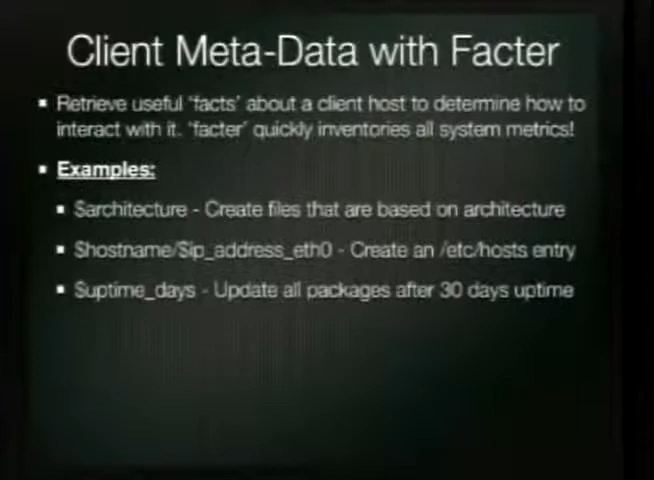 Client Meta-Data with Facter
▪ Retrieve useful 'facts' about a client host to determine how to
interact with it. 'facter' quickly inventories all system metrics!
▪ Examples:
▪ $architecture - Create files that are based on architecture
▪ $hostname/$ip_address_eth0 - Create an /etc/hosts entry
▪ $uptime_days - Update all packages after 30 days uptime